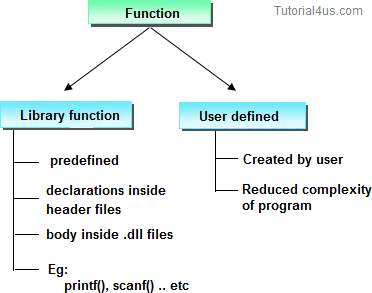 Function
Tutorial4us.com
Library function
User defined
predefined
declarations inside
header files
body inside .dll files
Eg:
printf(), scanf() .. etc
Created by user
Reduced complexity
of program